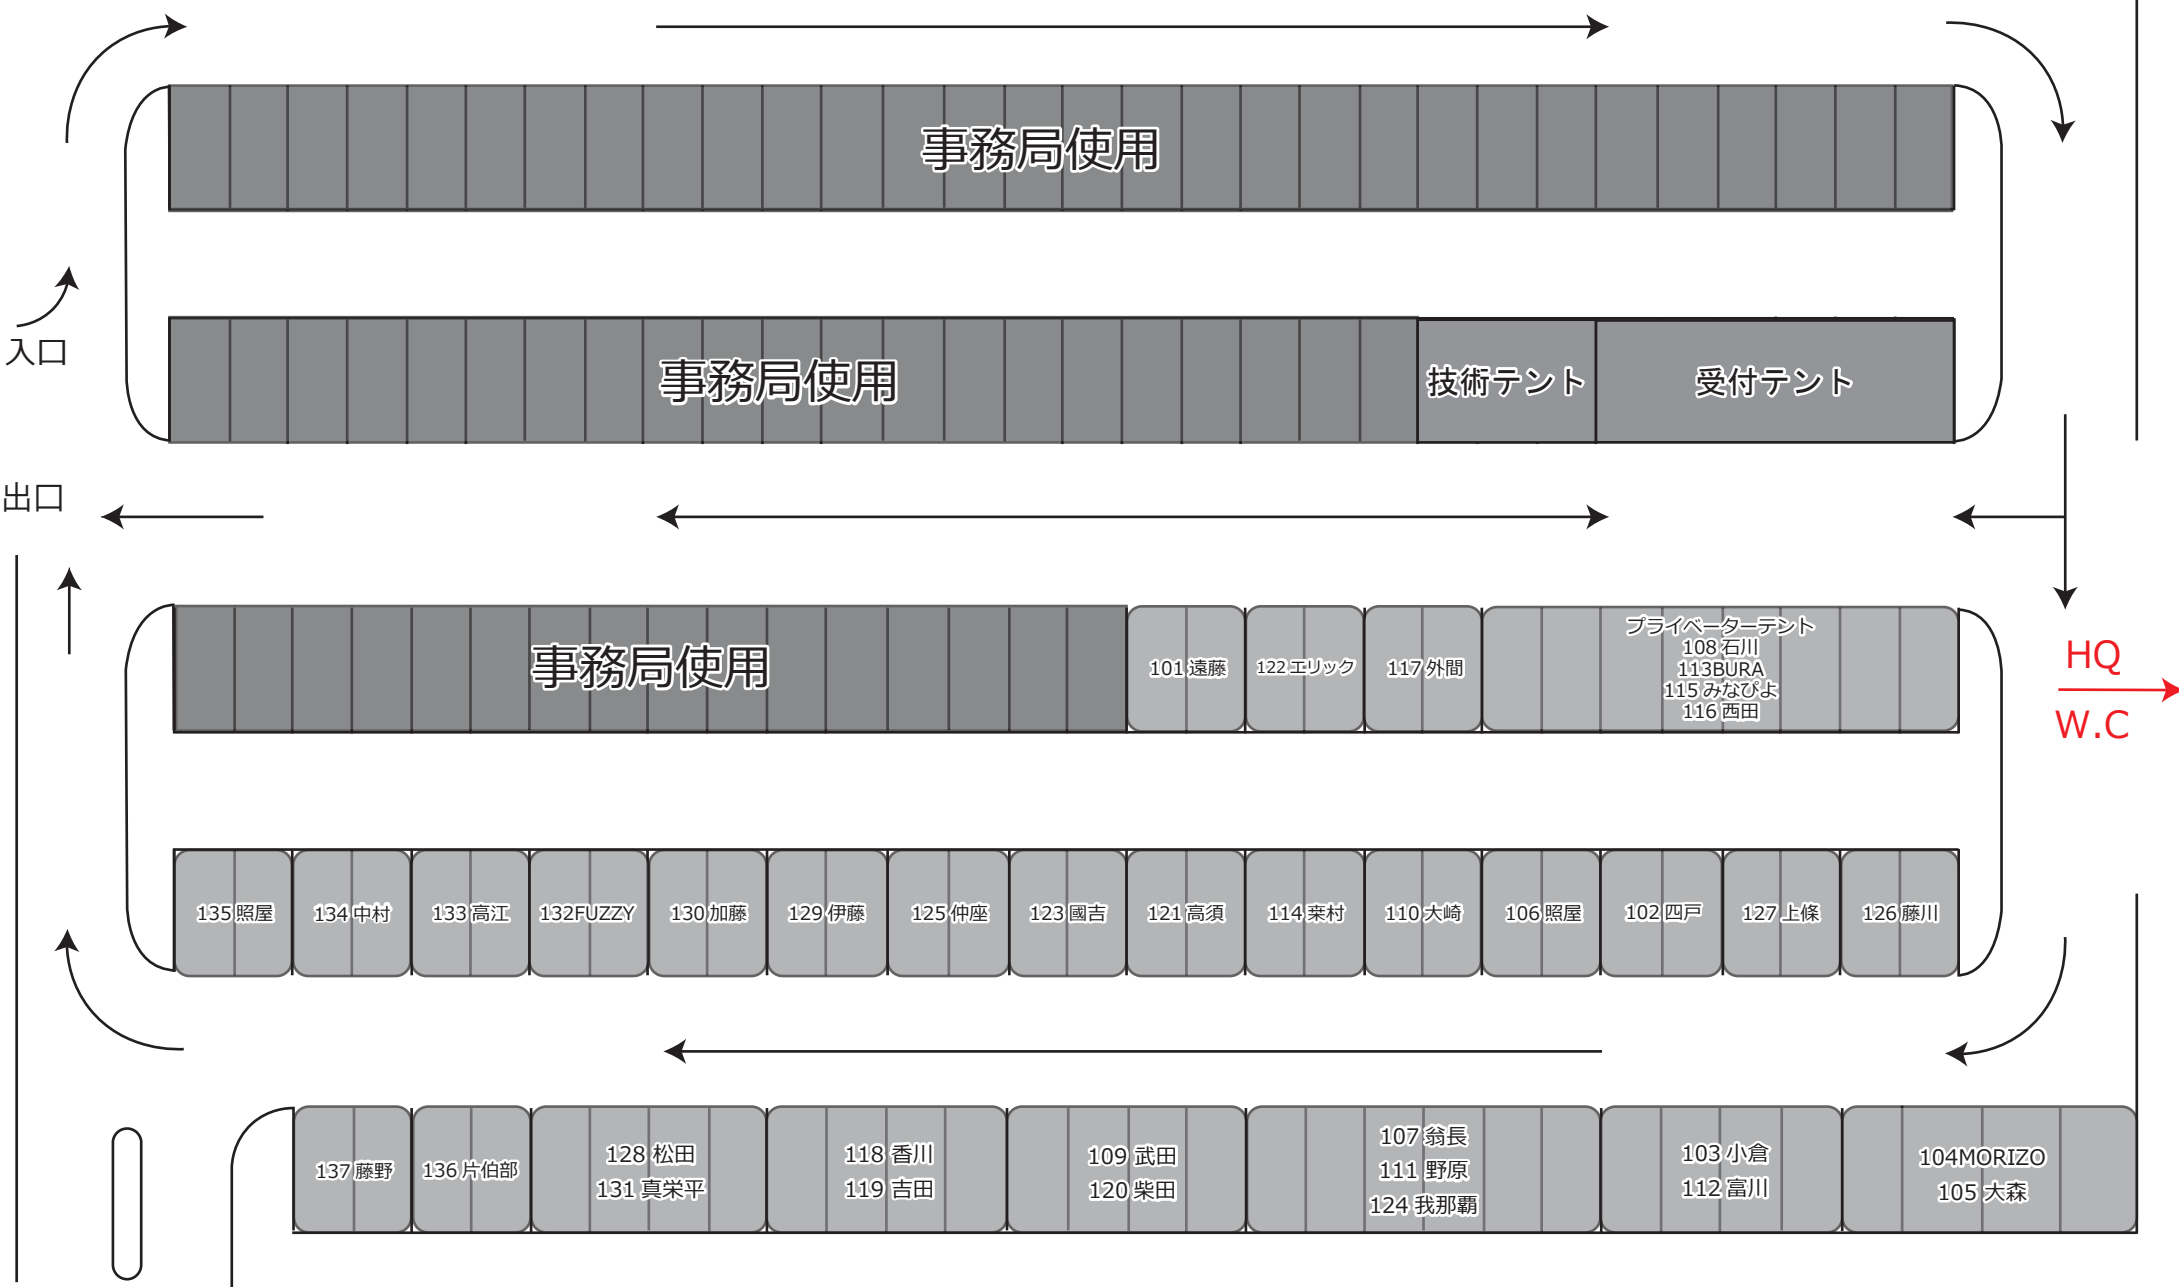 事務局使用
入口
事務局使用
技術テント
受付テント
出口
事務局使用
101 遠藤
122 エリック
117 外間
プライベーターテント
108 石川
113BURA
115 みなぴよ
116 西田
HQ
W.C
135 照屋
134 中村
133 高江
132FUZZY
130 加藤
129 伊藤
125 仲座
123 國吉
121 高須
114 栞村
110 大崎
106 照屋
102 四戸
127 上條
126 藤川
137 藤野
136 片伯部
128 松田
131 真栄平
118 香川
119 吉田
109 武田
120 柴田
107 翁長
111 野原
124 我那覇
103 小倉
112 富川
104MORIZO
105 大森